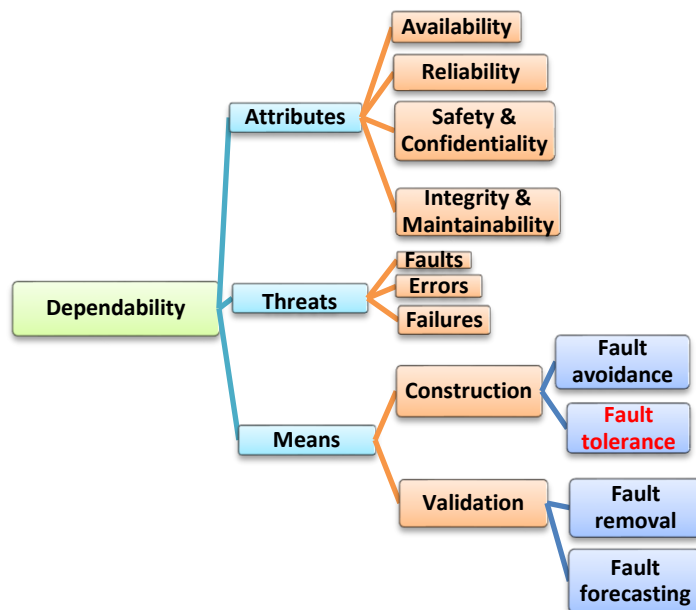 Availability
Reliability
Safety &
Confidentiality
Attributes
Integrity &
Maintainability
Faults
Errors
Failures
Threats
Dependability
Fault
avoidance
Construction
Fault
tolerance
Means
Validation
Fault
removal
Fault
forecasting